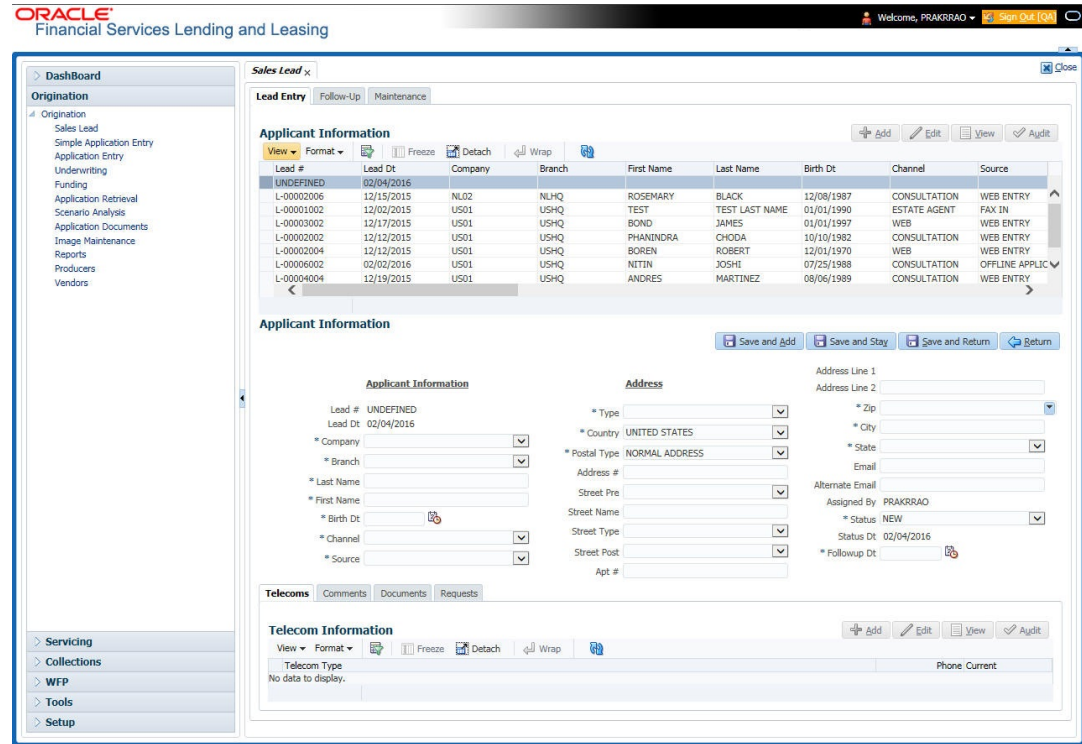 ORACLE
Financial Services Lending and Leasing
Welcome, PRAKRRAO
Sign Out [QA]
Close
DashBoard
Origination
Origination
Sales Lead
Simple Application Entry
Application Entry
Underwriting
Funding
Application Retrieval
Scenario Analysis
Application Documents
Image Maintenance
Reports
Producers
Vendors
Servicing
Collections
WFP
Tools
Setup
Sales Lead x
Lead Entry Follow-Up Maintenance
Applicant Information
Add Edit View Audit
View Format Freeze Detach Wrap
Lead # Lead Dt Company Branch First Name Last Name Birth Dt Channel Source
UNDEFINED 02/04/2016
L-00002006 12/15/2015 NL02 NLHQ ROSEMARY BLACK 12/08/1987 CONSULTATION WEB ENTRY
L-00001002 12/02/2015 US01 USHQ TEST TEST LAST NAME 01/01/1990 ESTATE AGENT FAX IN
L-00003002 12/17/2015 US01 USHQ BOND JAMES 01/01/1997 WEB WEB ENTRY
L-00002002 12/12/2015 US01 USHQ PHANINDRA CHODA 10/10/1982 CONSULTATION WEB ENTRY
L-00002004 12/12/2015 US01 USHQ BOREN ROBERT 12/01/1970 WEB WEB ENTRY
L-00006002 02/02/2016 US01 USHQ NITIN JOSHI 07/25/1988 CONSULTATION OFFLINE APPLIC
L-00004004 12/19/2015 US01 USHQ ANDRES MARTINEZ 08/06/1989 CONSULTATION WEB ENTRY
Applicant Information
Save and Add Save and Stay Save and Return Return
Applicant Information
Lead # UNDEFINED
Lead Dt 02/04/2016
* Company
* Branch
* Last Name
* First Name
* Birth Dt
* Channel
* Source
Address
* Type
* Country UNITED STATES
* Postal Type NORMAL ADDRESS
Address #
Street Pre
Street Name
Street Type
Street Post
Apt #
Address Line 1
Address Line 2
* Zip
* City
* State
Email
Alternate Email
Assigned By PRAKRRAO
* Status NEW
Status Dt 02/04/2016
* Followup Dt
Telecoms Comments Documents Requests
Telecom Information
Add Edit View Audit
View Format Freeze Detach Wrap
Telecom Type Phone Current
No data to display.